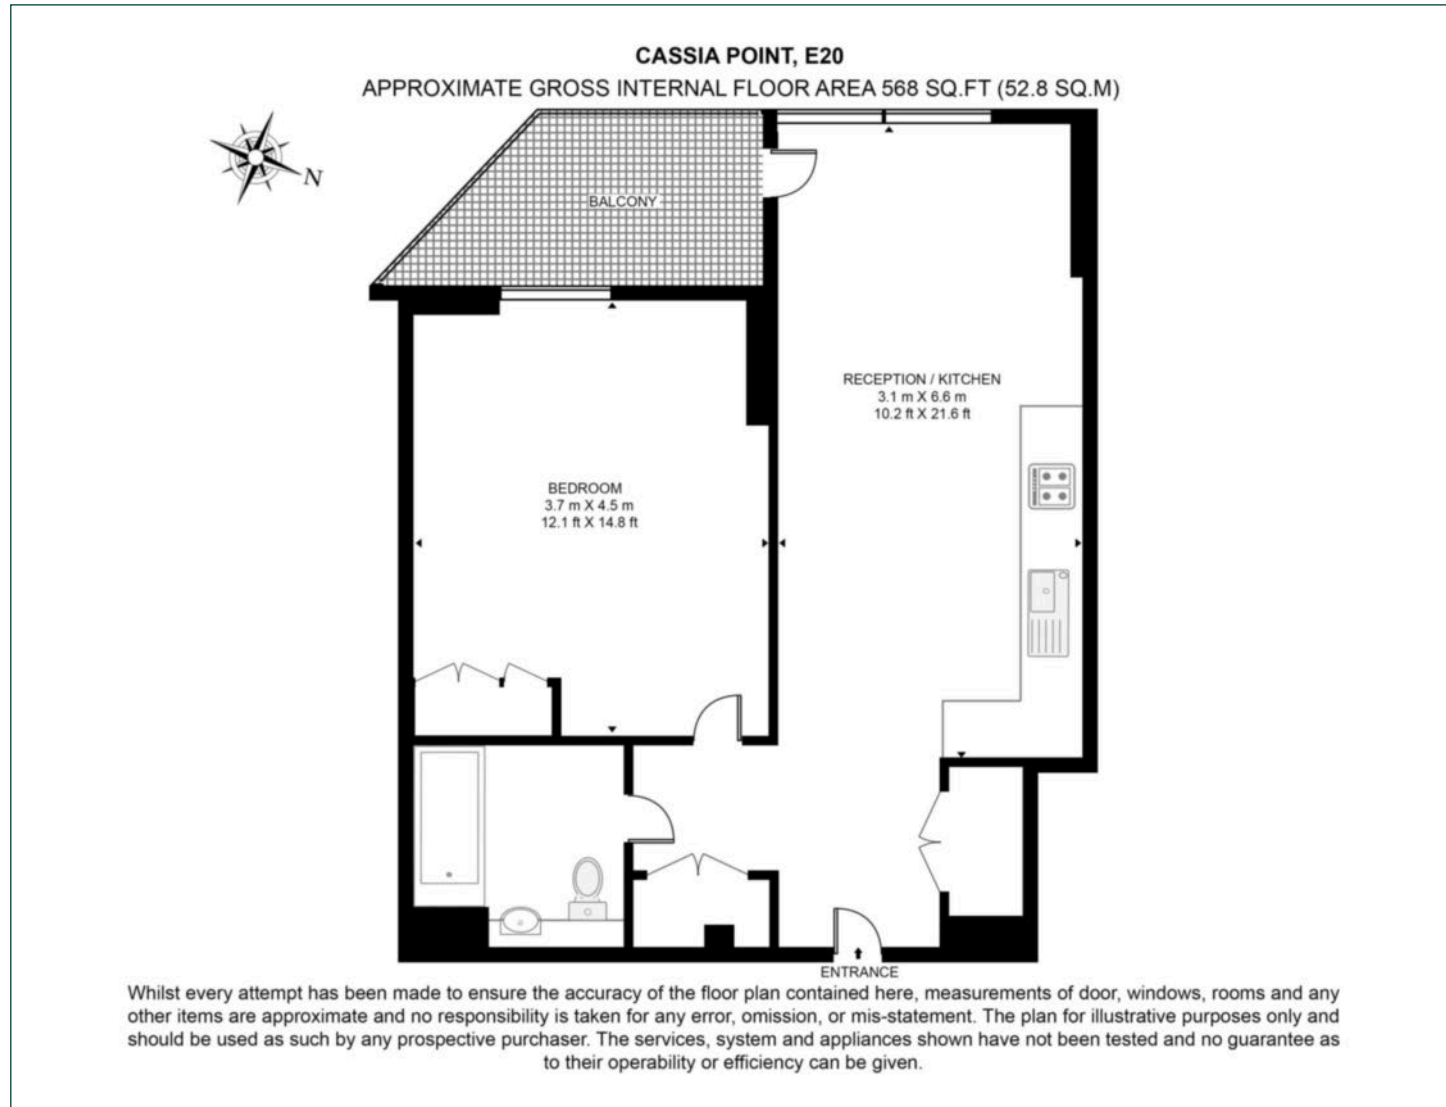 CASSIA POINT, E20
APPROXIMATE GROSS INTERNAL FLOOR AREA 568 SQ.FT (52.8 SQ.M)
N
BALCONY
RECEPTION / KITCHEN
3.1 m X 6.6 m
10.2 ft X 21.6 ft
BEDROOM
3.7 m X 4.5 m
12.1 ft X 14.8 ft
ENTRANCE
Whilst every attempt has been made to ensure the accuracy of the floor plan contained here, measurements of door, windows, rooms and any
other items are approximate and no responsibility is taken for any error, omission, or mis-statement. The plan for illustrative purposes only and
should be used as such by any prospective purchaser. The services, system and appliances shown have not been tested and no guarantee as
to their operability or efficiency can be given.